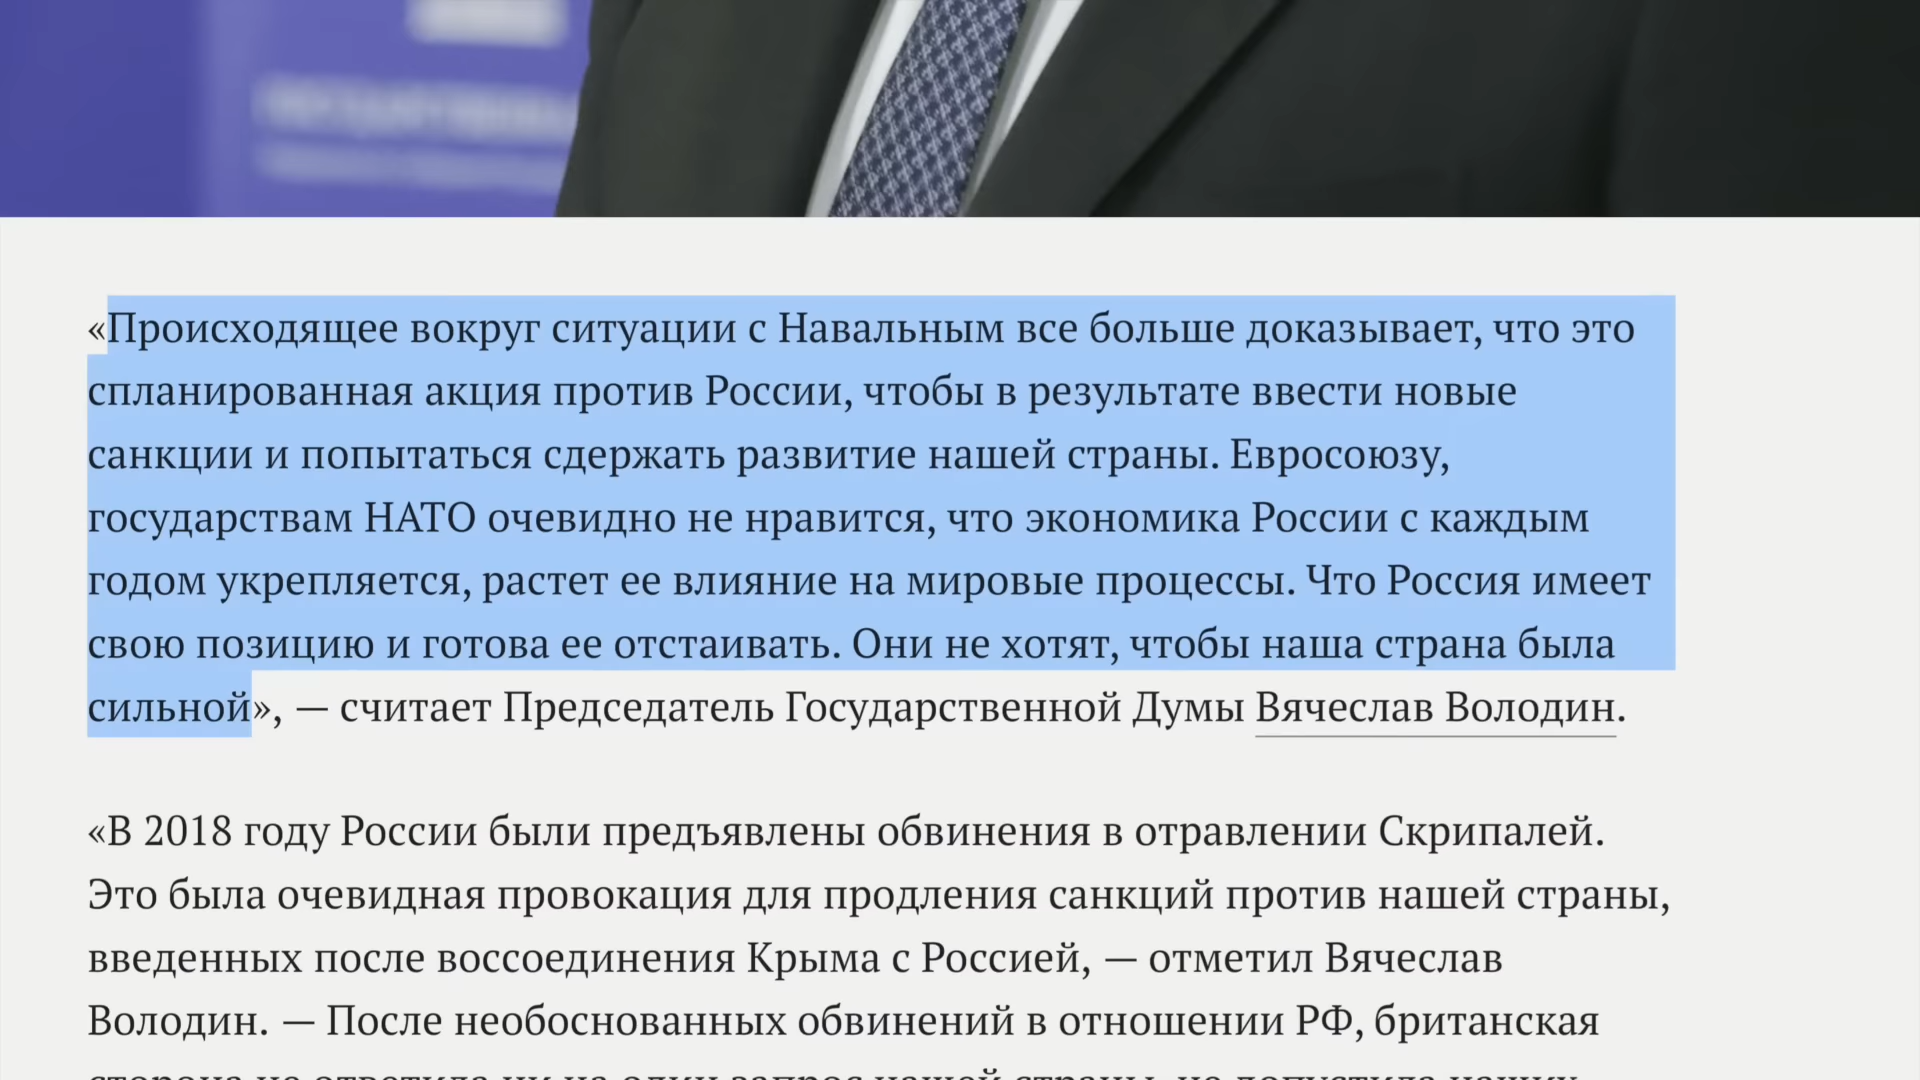 «Происходящее вокруг ситуации с Навальным все больше доказывает, что это
спланированная акция против России, чтобы в результате ввести новые
санкции и попытаться сдержать развитие нашей страны. Евросоюзу,
государствам НАТО очевидно не нравится, что экономика России с каждым
годом укрепляется, растет ее влияние на мировые процессы. Что Россия имеет
свою позицию и готова ее отстаивать. Они не хотят, чтобы наша страна была
сильной», — считает Председатель Государственной Думы Вячеслав Володин.
«В 2018 году России были предъявлены обвинения в отравлении Скрипалей.
Это была очевидная провокация для продления санкций против нашей страны,
введенных после воссоединения Крыма с Россией, — отметил Вячеслав
Володин. — После необоснованных обвинений в отношении РФ, британская